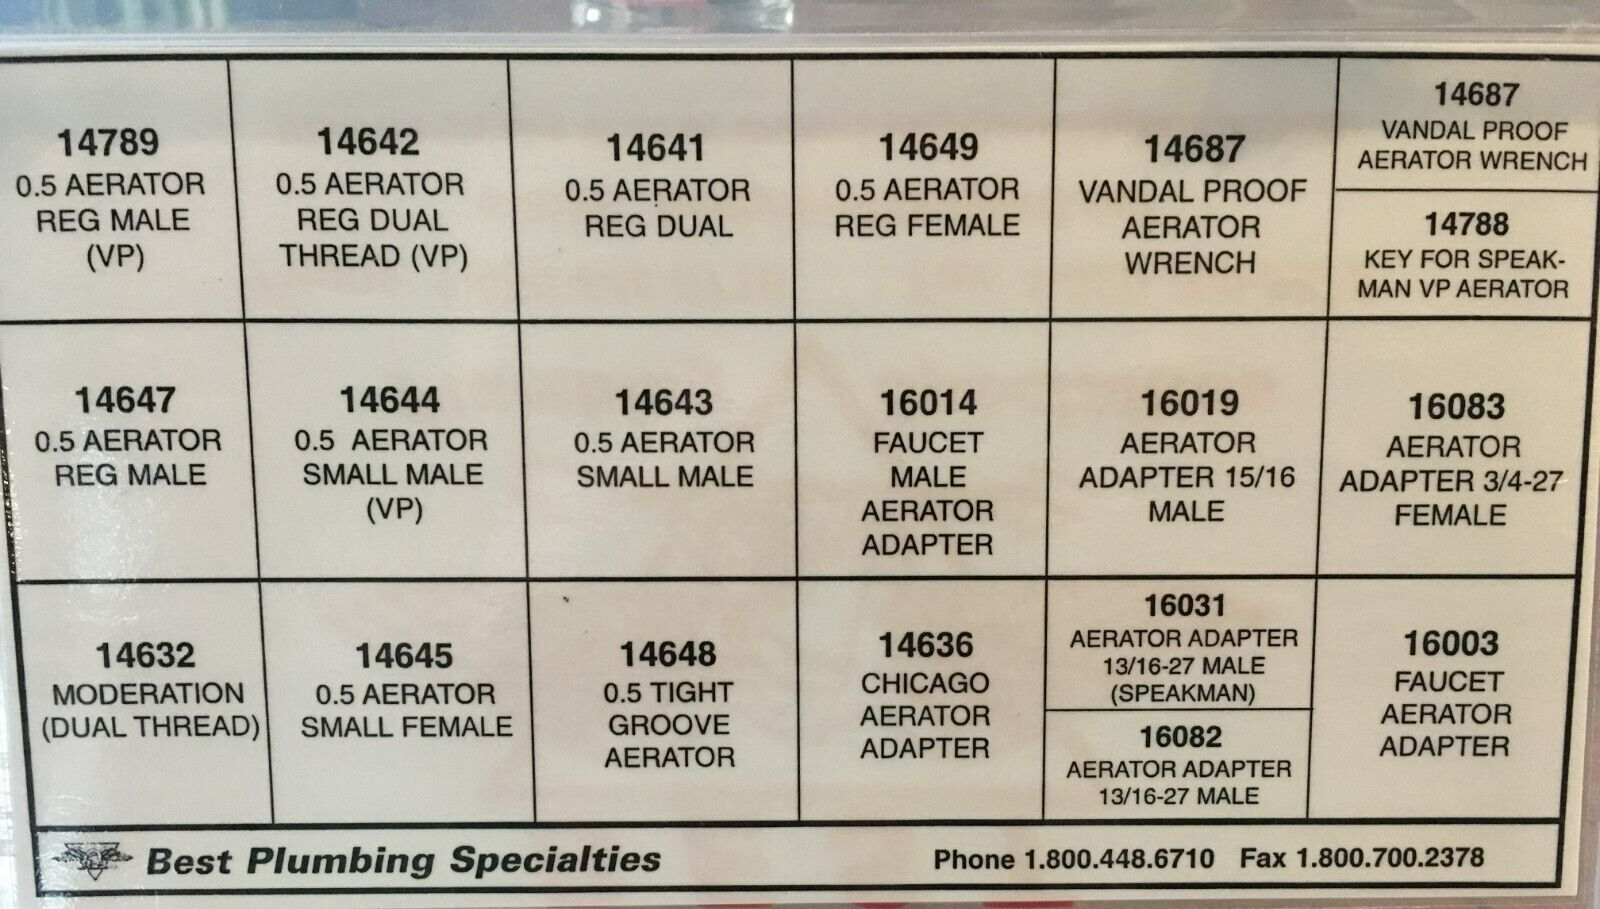 14789
0.5 AERATOR
REG MALE
(VP)
14642
0.5 AERATOR
REG DUAL
THREAD (VP)
14641
0.5 AERATOR
REG DUAL
14649
0.5 AERATOR
REG FEMALE
14687
VANDAL PROOF
AERATOR
WRENCH
14687
VANDAL PROOF
AERATOR WRENCH
14788
KEY FOR SPEAK-
MAN VP AERATOR
14647
0.5 AERATOR
REG MALE
14644
0.5 AERATOR
SMALL MALE
(VP)
14643
0.5 AERATOR
SMALL MALE
16014
FAUCET
MALE
AERATOR
ADAPTER
16019
AERATOR
ADAPTER 15/16
MALE
16083
AERATOR
ADAPTER 3/4-27
FEMALE
14632
MODERATION
(DUAL THREAD)
14645
0.5 AERATOR
SMALL FEMALE
14648
0.5 TIGHT
GROOVE
AERATOR
14636
CHICAGO
AERATOR
ADAPTER
16031
AERATOR ADAPTER
13/16-27 MALE
(SPEAKMAN)
16082
AERATOR ADAPTER
13/16-27 MALE
16003
FAUCET
AERATOR
ADAPTER
Best Plumbing Specialties
Phone 1.800.448.6710 Fax 1.800.700.2378